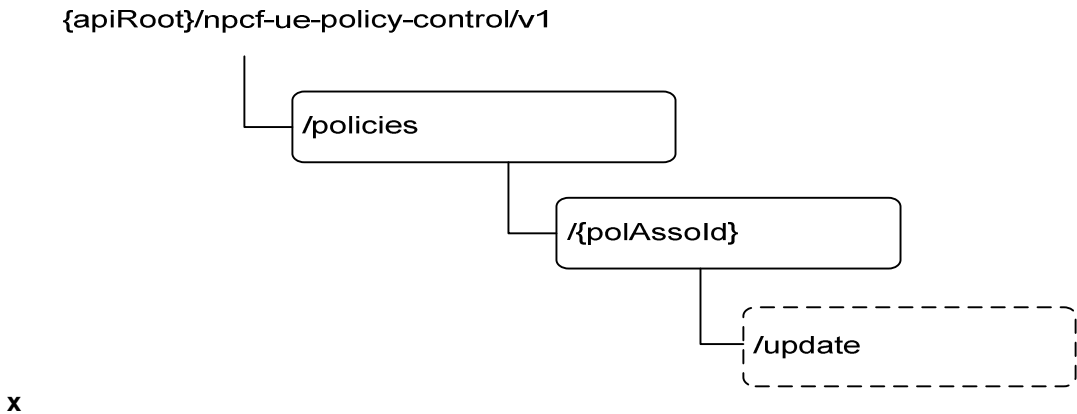 {apiRoot}/npcf-ue-policy-control/v1
/policies
/{polAssoId}
/update
x